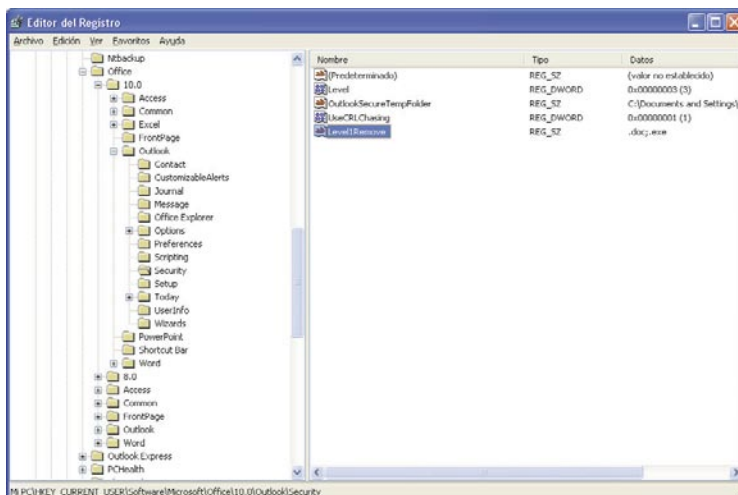 Editor del Registro
Archivo Edición Ver Favoritos Ayuda
Ntbackup
Office
10.0
Access
Common
Excel
FrontPage
Outlook
Contact
CustomizableAlerts
Journal
Message
Office Explorer
Options
Preferences
Scripting
Security
Setup
Today
UserInfo
Wizards
PowerPoint
Shortcut Bar
Word
8.0
Access
Common
FrontPage
Outlook
Word
Outlook Express
PCHealth
Nombre Tipo Datos
(Predeterminado) REG_SZ (valor no establecido)
Level REG_DWORD 0x00000003 (3)
OutlookSecureTempFolder REG_SZ C:\Documents and Settings\
UseCRLChasing REG_DWORD 0x00000001 (1)
Level1Remove REG_SZ .doc;.exe
Mi PC\HKEY_CURRENT_USER\Software\Microsoft\Office\10.0\Outlook\Security